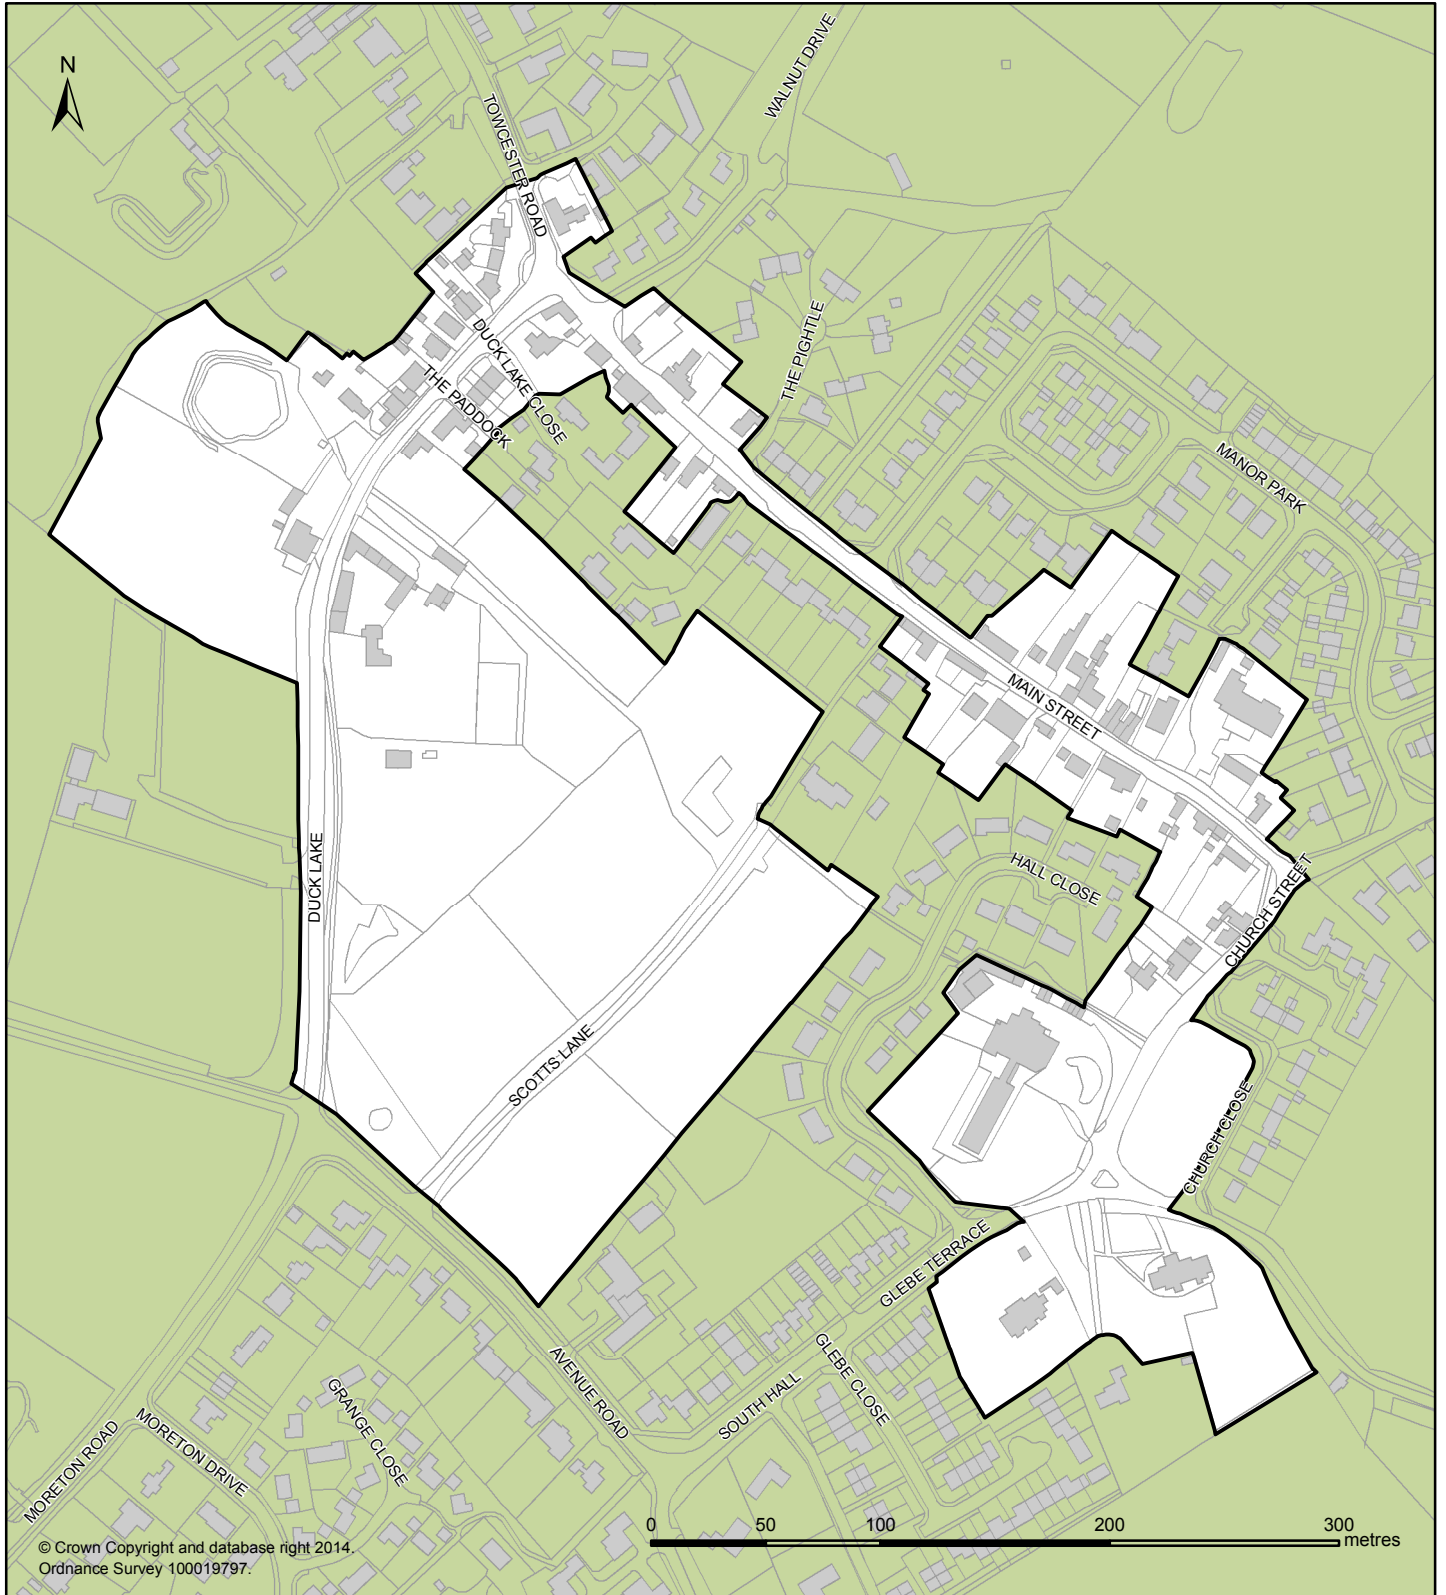 N
WALNUT DRIVE
TOWCESTER ROAD
DUCK LAKE CLOSE
THE PIGHTLE
THE PADDOCK
MANOR PARK
MAIN STREET
DUCK LAKE
HALL CLOSE
CHURCH STREET
SCOTTS LANE
CHURCH CLOSE
GLEBE TERRACE
AVENUE ROAD
GLEBE CLOSE
GRANGE CLOSE
SOUTH HALL
MORETON ROAD
MORETON DRIVE
0 50 100 200 300
metres
© Crown Copyright and database right 2014.
Ordnance Survey 100019797.